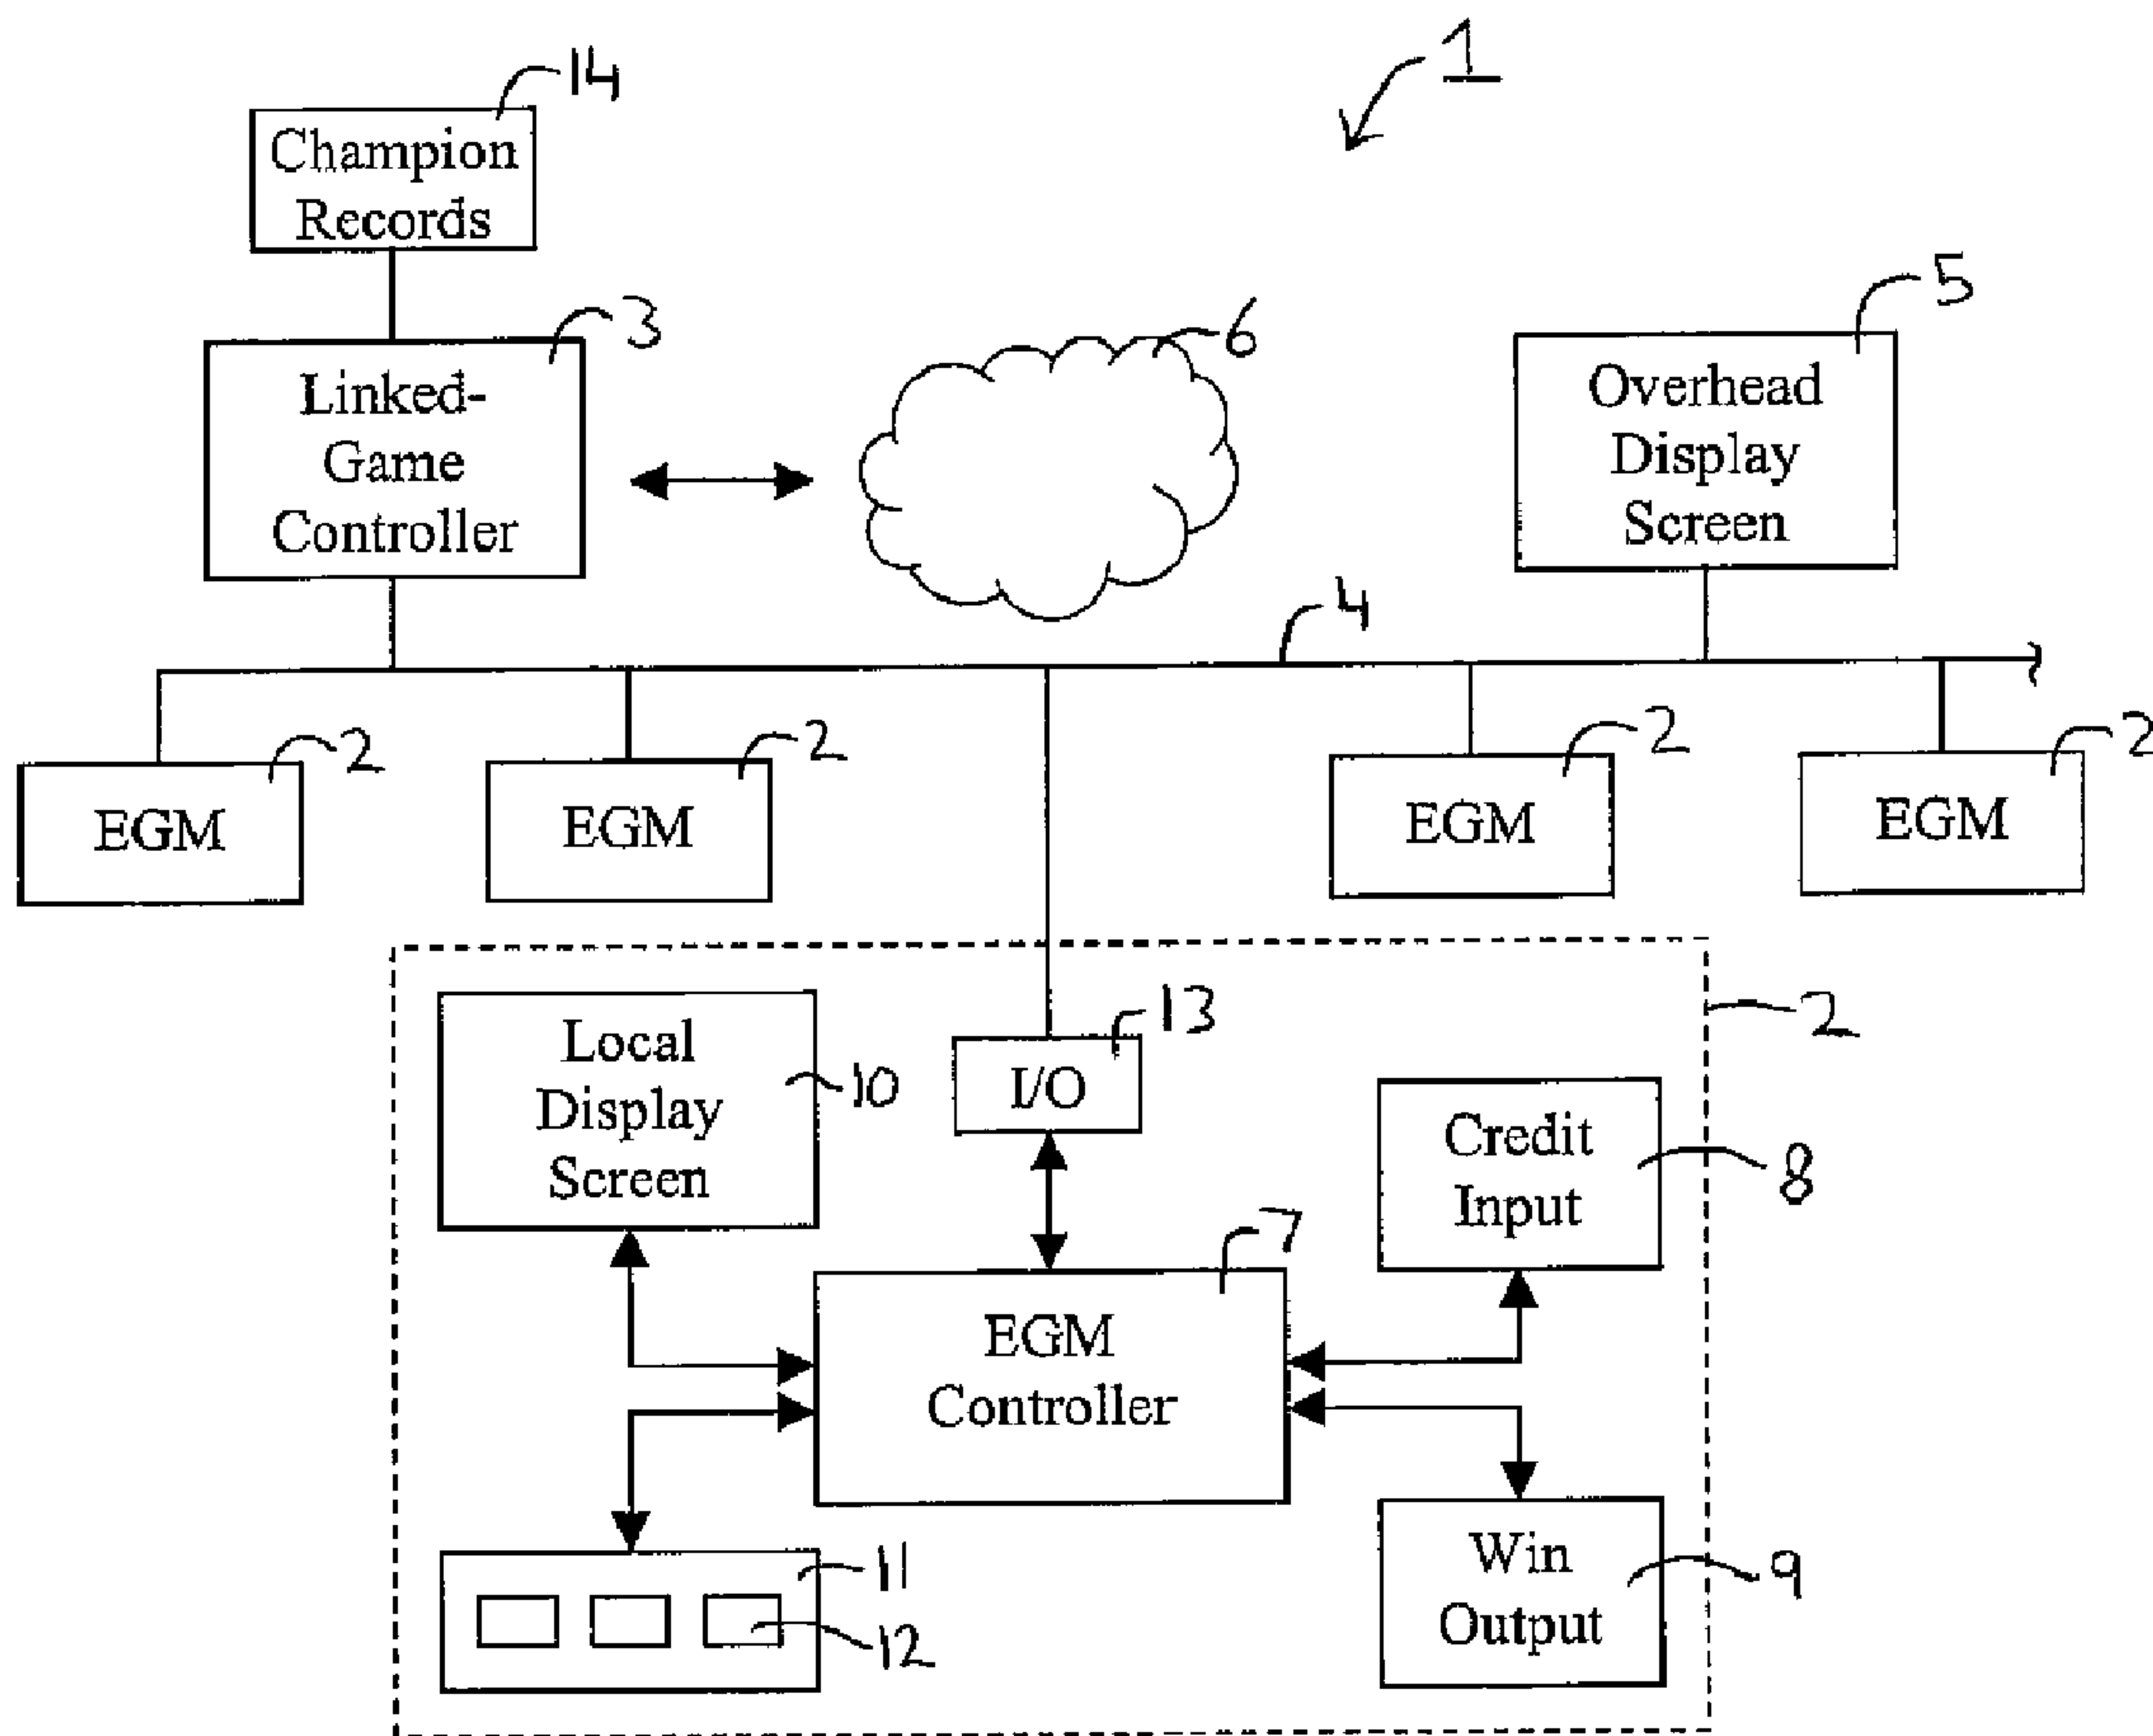 1
14
Champion
Records
3
Linked-
Game
Controller
6
5
Overhead
Display
Screen
4
2
EGM
2
EGM
2
EGM
2
EGM
2
Local
Display
Screen
10
13
I/O
Credit
Input
8
7
EGM
Controller
11
12
Win
Output
9